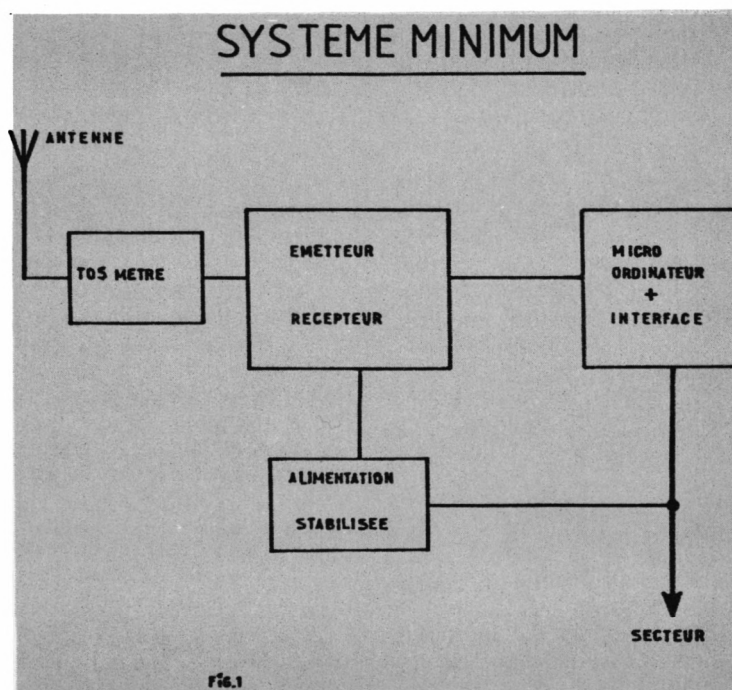 SYSTEME MINIMUM
ANTENNE
TOS METRE
EMETTEUR
RECEPTEUR
MICRO
ORDINATEUR
+
INTERFACE
ALIMENTATION
STABILISEE
SECTEUR
FiG.1